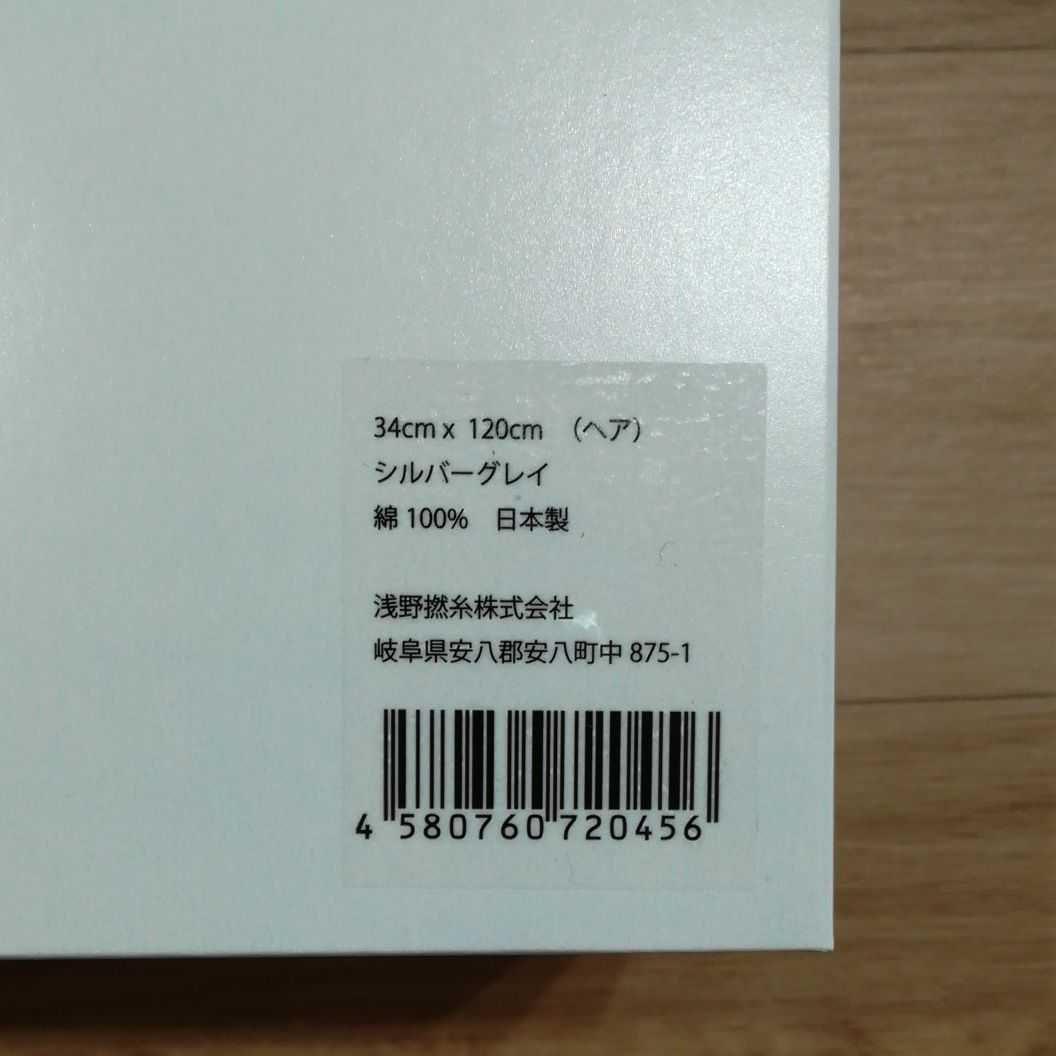 34cm x 120cm （ヘア）
シルバーグレイ
綿 100% 日本製
浅野撚糸株式会社
岐阜県安八郡安八町中 875-1
4 580760 720456